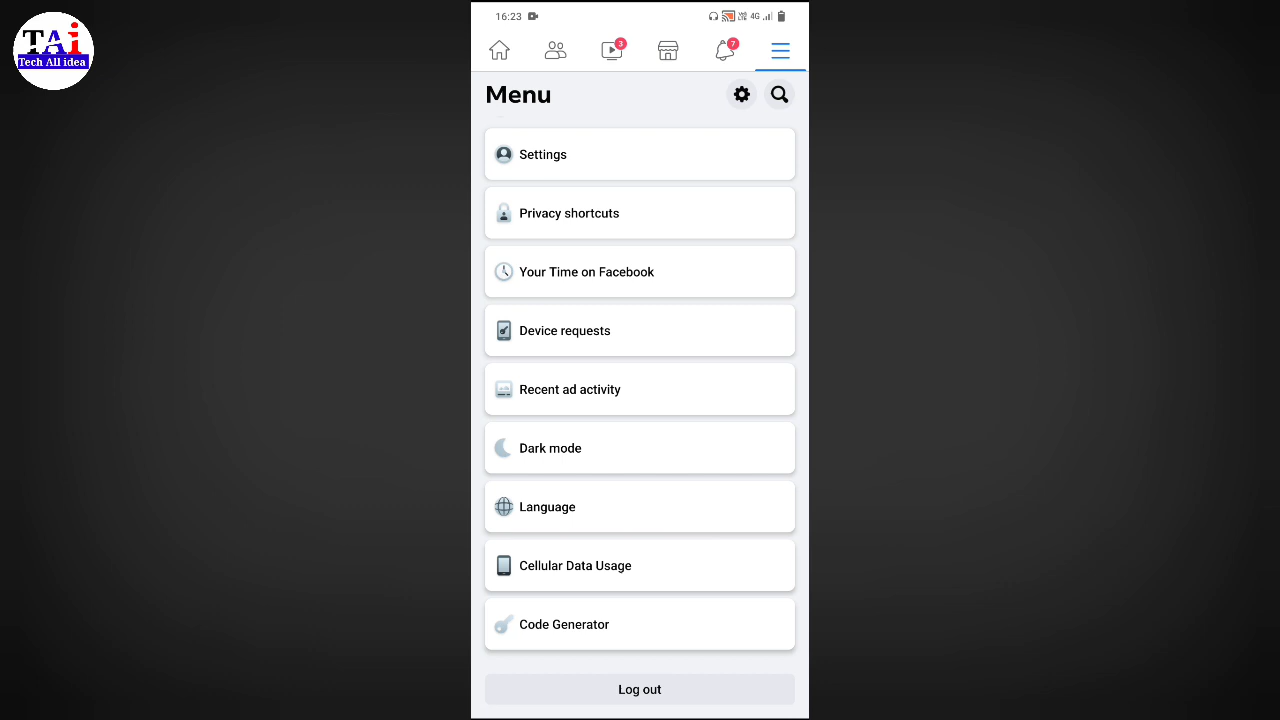 TAi
Tech All idea
16:23
4G
3
7
Menu
Settings
Privacy shortcuts
Your Time on Facebook
Device requests
Recent ad activity
Dark mode
Language
Cellular Data Usage
Code Generator
Log out